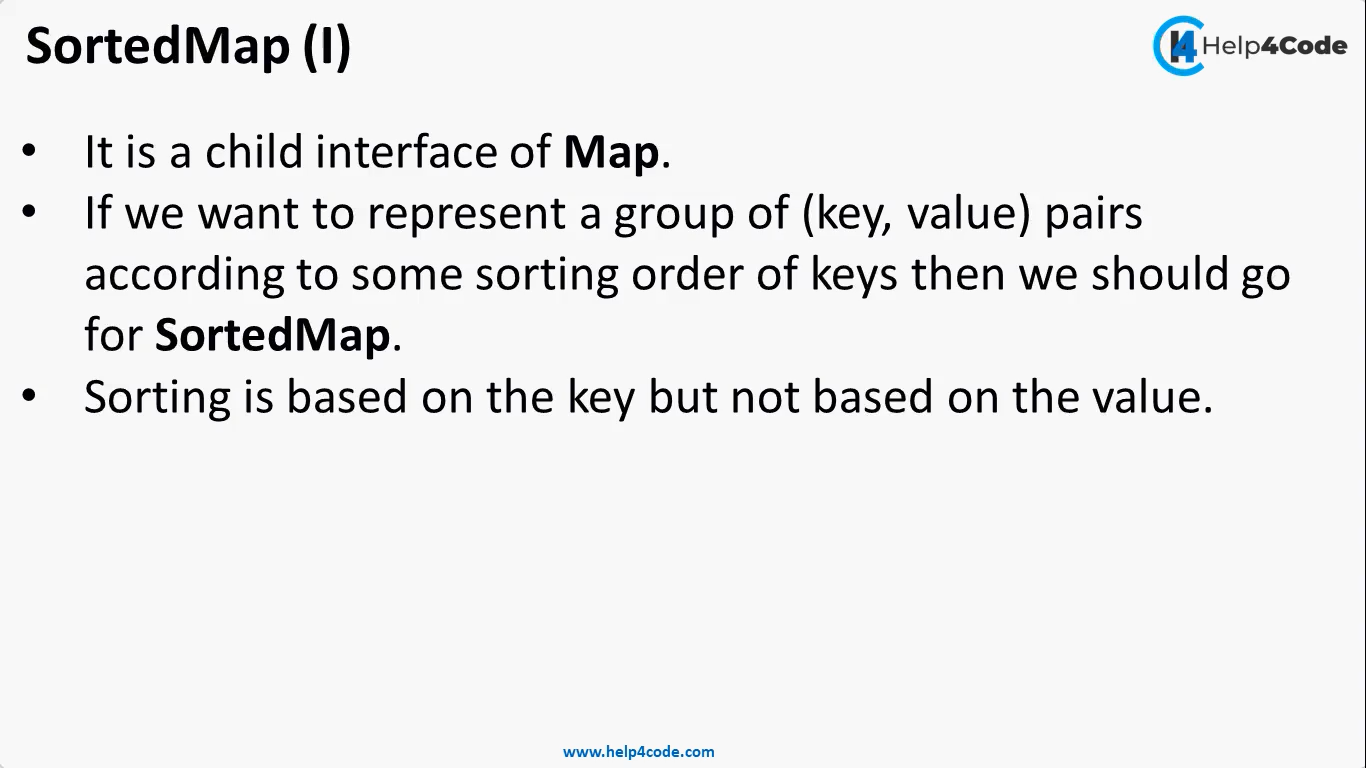 SortedMap (I)
Help4Code
• It is a child interface of Map.
• If we want to represent a group of (key, value) pairs
according to some sorting order of keys then we should go
for SortedMap.
• Sorting is based on the key but not based on the value.
www.help4code.com